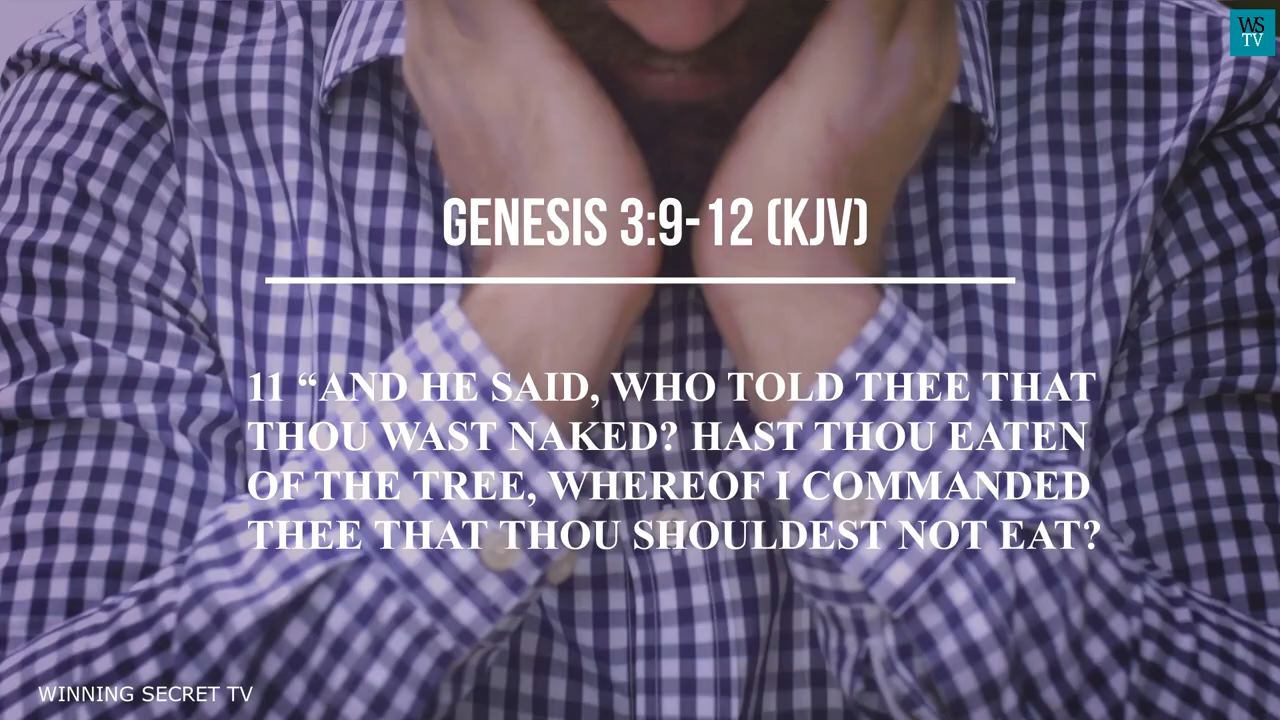 WS
TV
GENESIS 3:9-12 (KJV)
11 “AND HE SAID, WHO TOLD THEE THAT
THOU WAST NAKED? HAST THOU EATEN
OF THE TREE, WHEREOF I COMMANDED
THEE THAT THOU SHOULDEST NOT EAT?
WINNING SECRET TV